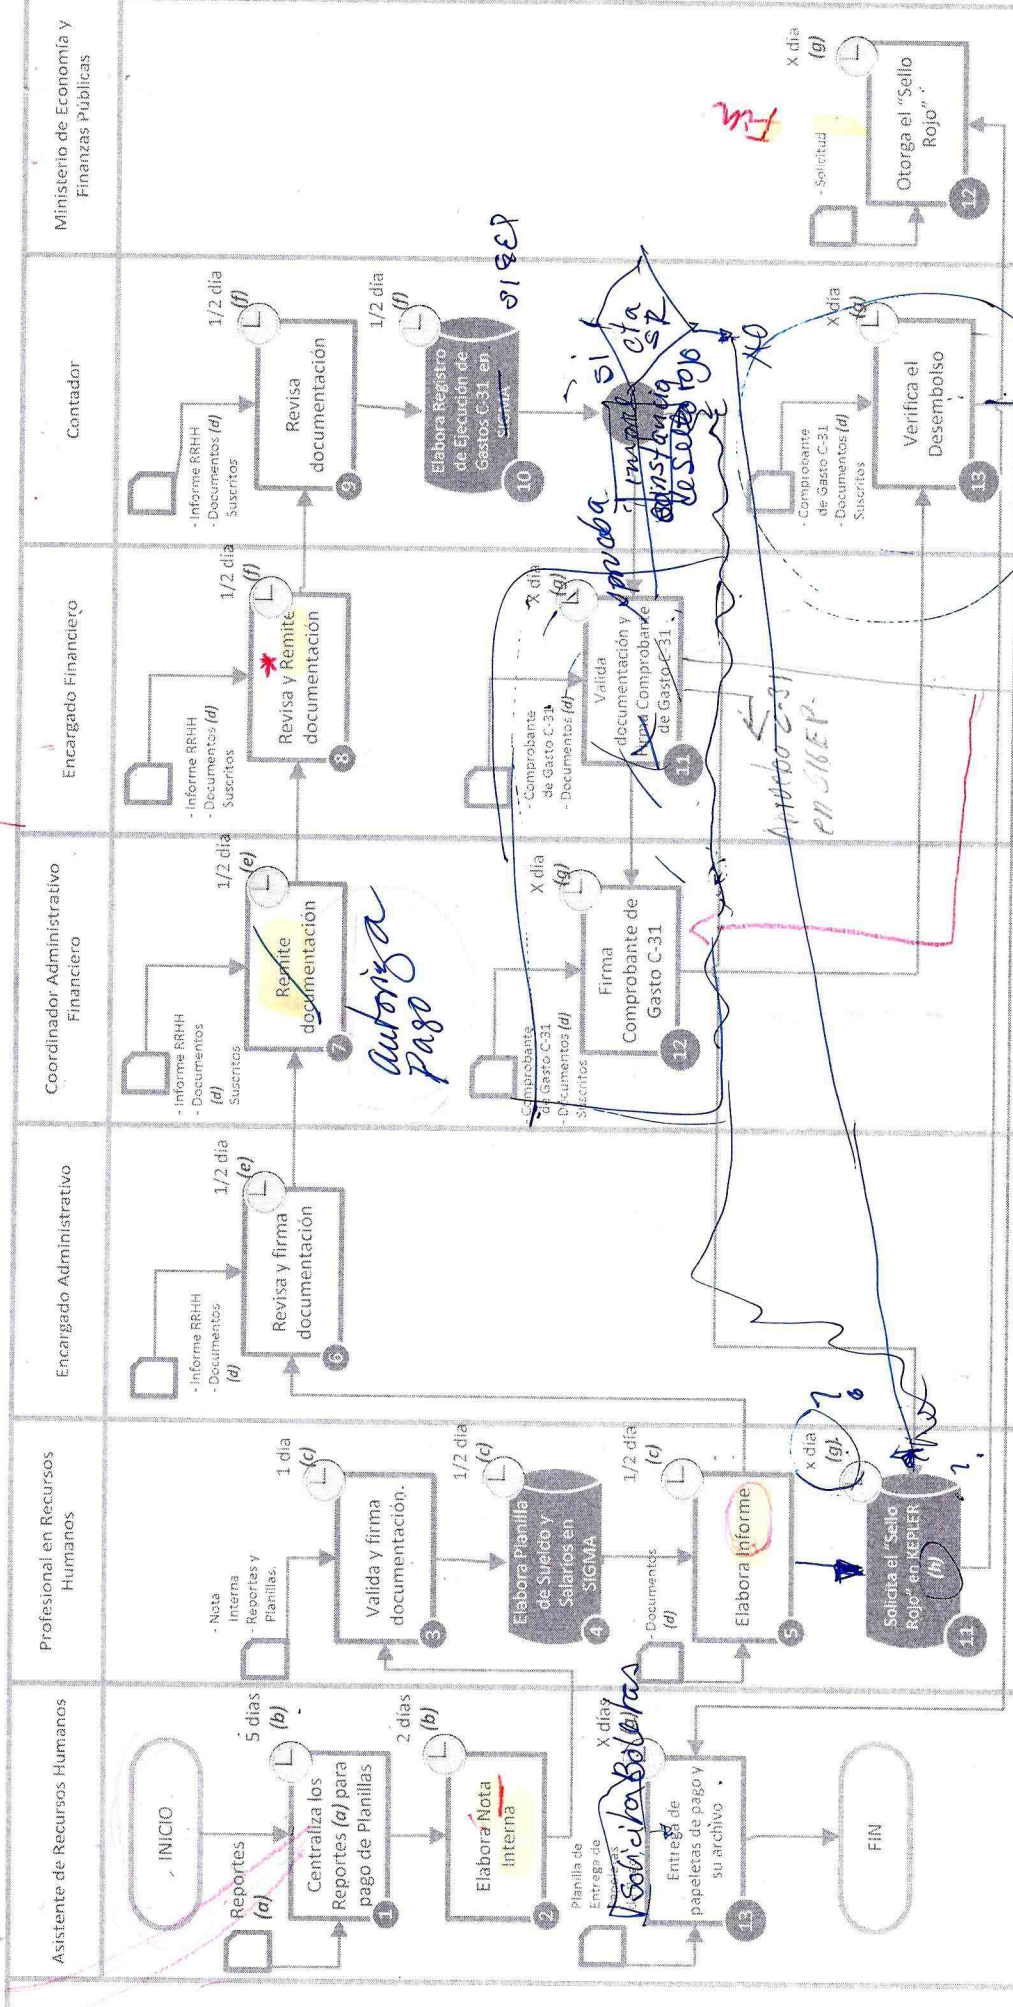 Asistente de Recursos Humanos
INICIO
Reportes
(a)
5 días
(b)
Centraliza los
Reportes (a) para
pago de Planillas
1
2 días
(b)
Elabora Nota
Interna
2
Planilla de
Entrega de
X días
Solicita Boletas
Entrega de
papeletas de pago y
su archivo
13
FIN
Profesional en Recursos
Humanos
- Nota
Interna
- Reportes y
Planillas.
1 día
(c)
Valida y firma
documentación.
3
1/2 día
(c)
Elabora Planilla
de Sueldo y
Salarios en
SIGMA
4
- Documentos
(d)
1/2 día
(c)
Elabora Informe
5
X día
(g)
?
Solicita el "Sello
Rojo" en KEPLER
(h)
11
?
Encargado Administrativo
- Informe RRHH
- Documentos
(d)
1/2 día
(e)
Revisa y firma
documentación
6
Coordinador Administrativo
Financiero
- Informe RRHH
- Documentos
(d)
Suscritos
1/2 día
(e)
Remite
documentación
7
autoriza
Pago
- Comprobante
de Gasto C-31
- Documentos (d)
Suscritos
X día
(g)
Firma
Comprobante de
Gasto C-31
12
Encargado Financiero
- Informe RRHH
- Documentos (d)
Suscritos
1/2 día
(f)
*
Revisa y Remite
documentación
8
- Comprobante
de Gasto C-31
- Documentos (d)
X día
(g)
Aprueba
Valida
documentación y
firma Comprobante
de Gasto C-31
11
Aprueba C-31
en SIGEP.
Contador
- Informe RRHH
- Documentos (d)
Suscritos
1/2 día
(f)
Revisa
documentación
9
1/2 día
(f)
Elabora Registro
de Ejecución de
Gastos C-31 en
SIGMA
SIGEP
10
SI
cta
SR
constancia
de Sello rojo
NO
- Comprobante
de Gasto C-31
- Documentos (d)
Suscritos
X día
(g)
Verifica el
Desembolso
13
Ministerio de Economía y
Finanzas Públicas
Fin
- Solicitud
X día
(g)
Otorga el "Sello
Rojo"
12